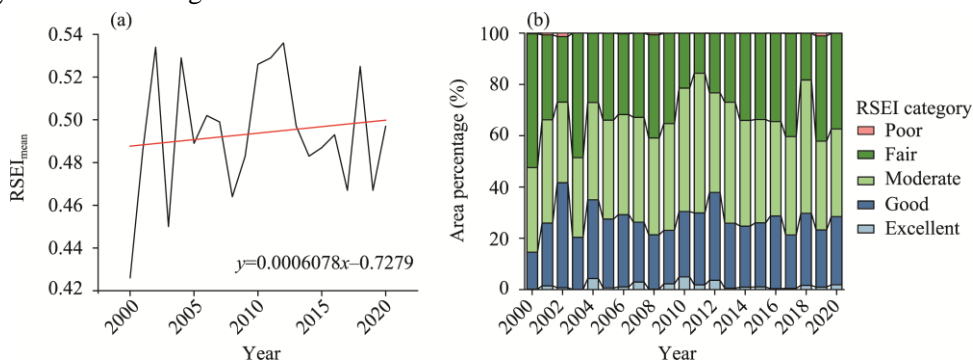 (a)
0.54
0.52
0.50
0.48
0.46
0.44
0.42
RSEImean
y=0.0006078x–0.7279
2000
2005
2010
2015
2020
Year
(b)
100
80
60
40
20
0
Area percentage (%)
2000
2002
2004
2006
2008
2010
2012
2014
2016
2018
2020
Year
RSEI category
Poor
Fair
Moderate
Good
Excellent